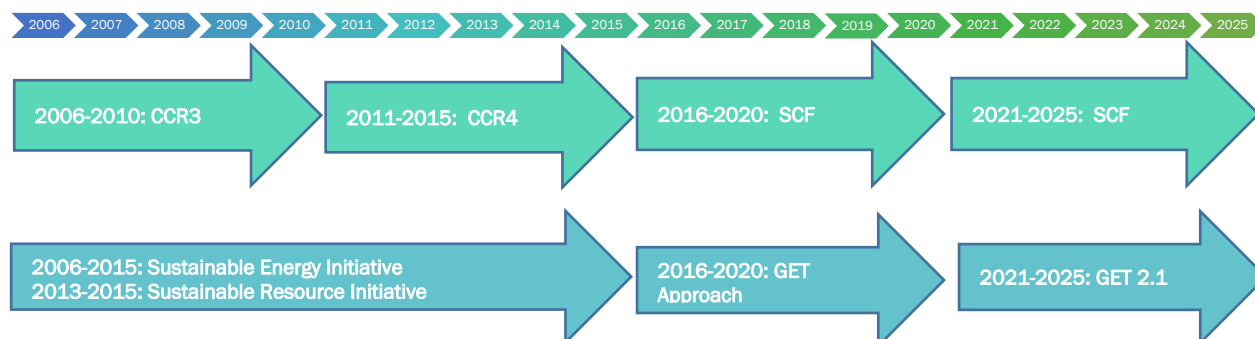 2006 2007 2008 2009 2010 2011 2012 2013 2014 2015 2016 2017 2018 2019 2020 2021 2022 2023 2024 2025
2006-2010: CCR3
2011-2015: CCR4
2016-2020: SCF
2021-2025: SCF
2006-2015: Sustainable Energy Initiative
2013-2015: Sustainable Resource Initiative
2016-2020: GET
Approach
2021-2025: GET 2.1